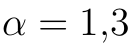 α = 1,3